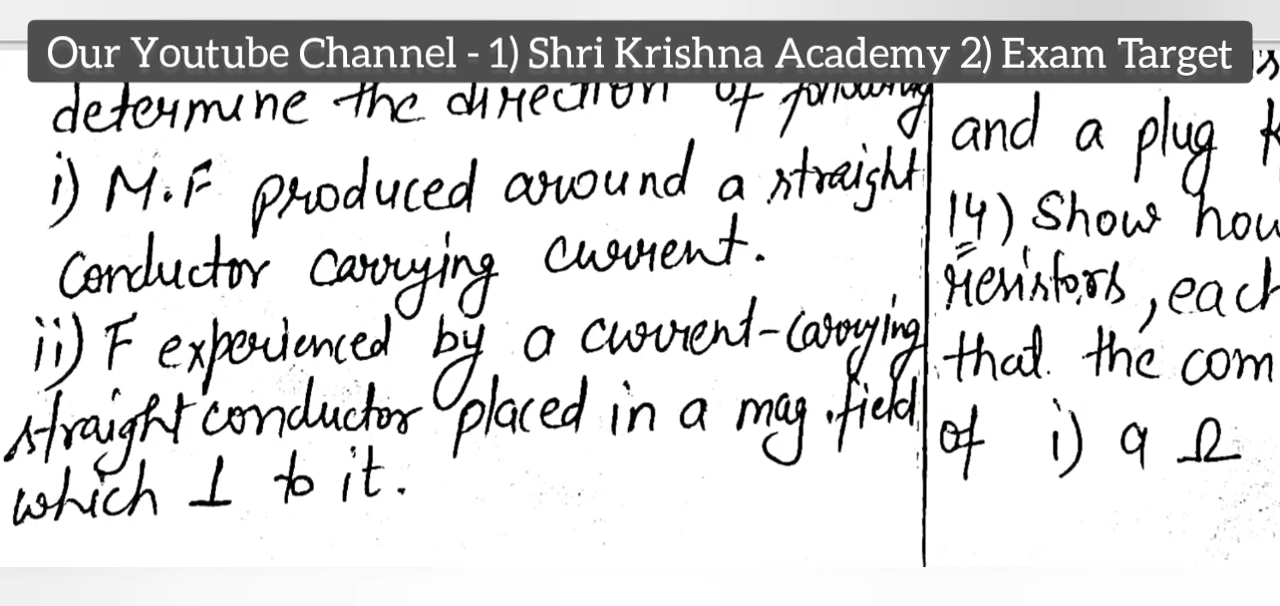 Our Youtube Channel - 1) Shri Krishna Academy 2) Exam Target
determine the direction of following
i) M.F produced around a straight
conductor carrying current.
ii) F experienced by a current-carrying
straight conductor placed in a mag. field
which ⊥ to it.
's
and a plug k
14) Show how
resistors, each
that the com
of i) 9 Ω